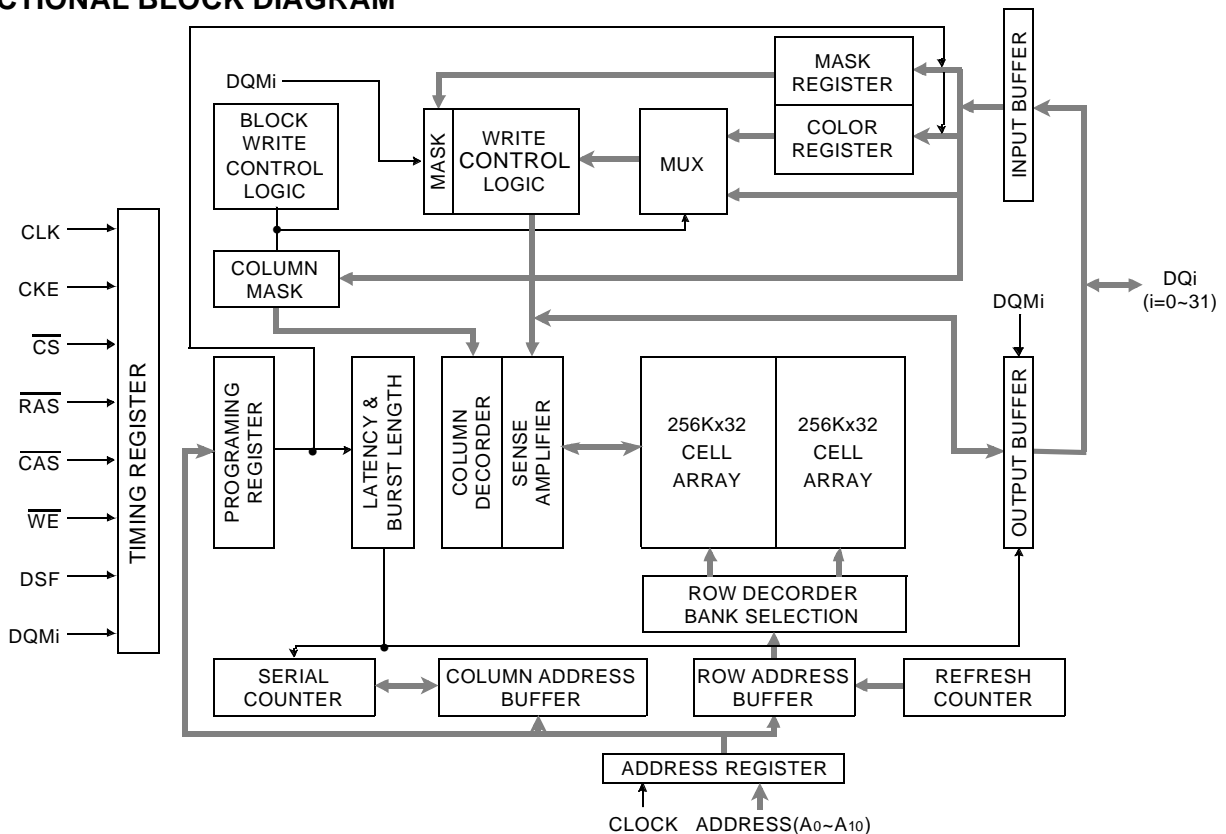 CTIONAL BLOCK DIAGRAM
DQMi
BLOCK
WRITE
CONTROL
LOGIC
MASK
WRITE
CONTROL
LOGIC
MUX
MASK
REGISTER
COLOR
REGISTER
INPUT BUFFER
COLUMN
MASK
CLK
CKE
CS
RAS
CAS
WE
DSF
DQMi
TIMING REGISTER
PROGRAMING
REGISTER
LATENCY &
BURST LENGTH
COLUMN
DECORDER
SENSE
AMPLIFIER
256Kx32
CELL
ARRAY
256Kx32
CELL
ARRAY
DQMi
OUTPUT BUFFER
DQi
(i=0~31)
ROW DECORDER
BANK SELECTION
SERIAL
COUNTER
COLUMN ADDRESS
BUFFER
ROW ADDRESS
BUFFER
REFRESH
COUNTER
ADDRESS REGISTER
CLOCK
ADDRESS(A0~A10)